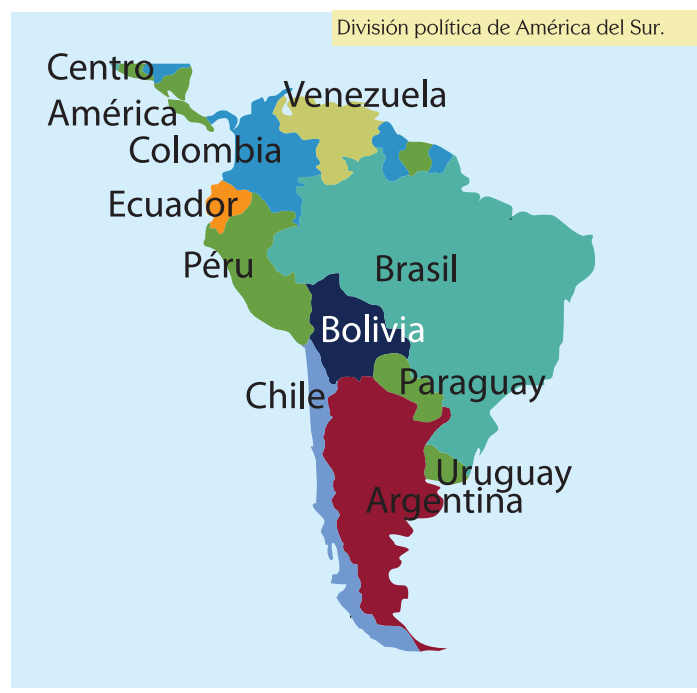 División política de América del Sur.
Centro
América
Venezuela
Colombia
Ecuador
Péru
Brasil
Bolivia
Chile
Paraguay
Uruguay
Argentina